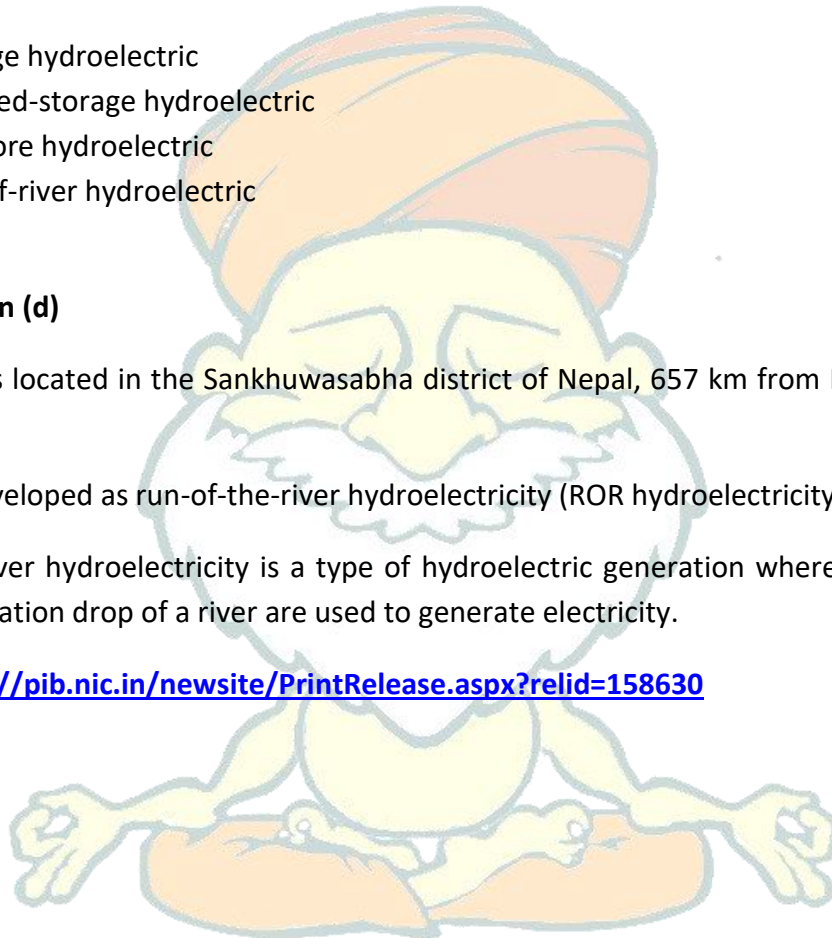 ge hydroelectric
ed-storage hydroelectric
ore hydroelectric
f-river hydroelectric
n (d)
s located in the Sankhuwasabha district of Nepal, 657 km from
veloped as run-of-the-river hydroelectricity (ROR hydroelectricity
ver hydroelectricity is a type of hydroelectric generation where
ation drop of a river are used to generate electricity.
//pib.nic.in/newsite/PrintRelease.aspx?relid=158630